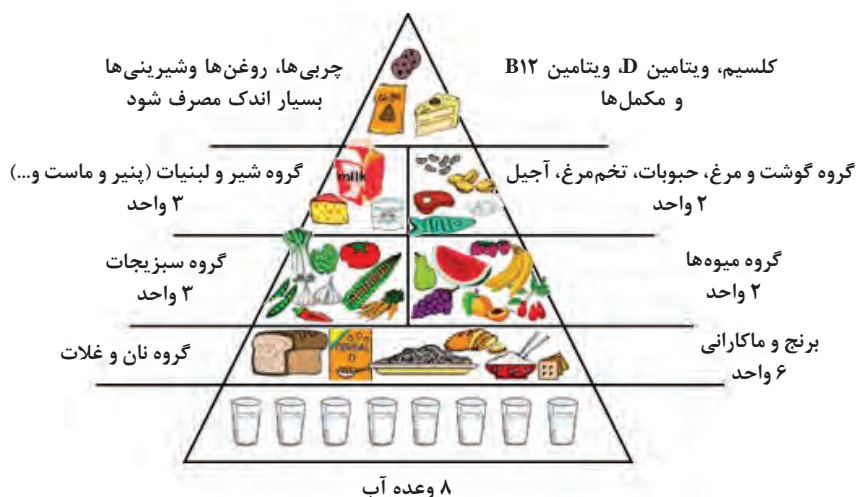 کلسیم، ویتامین D، ویتامین B۱۲
و مکمل‌ها
چربی‌ها، روغن‌ها وشیرینی‌ها
بسیار اندک مصرف شود
گروه گوشت و مرغ، حبوبات، تخم‌مرغ، آجیل
۲ واحد
گروه شیر و لبنیات (پنیر و ماست و...)
۳ واحد
milk
گروه میوه‌ها
۲ واحد
گروه سبزیجات
۳ واحد
برنج و ماکارانی
۶ واحد
گروه نان و غلات
CEREAL
۸ وعده آب